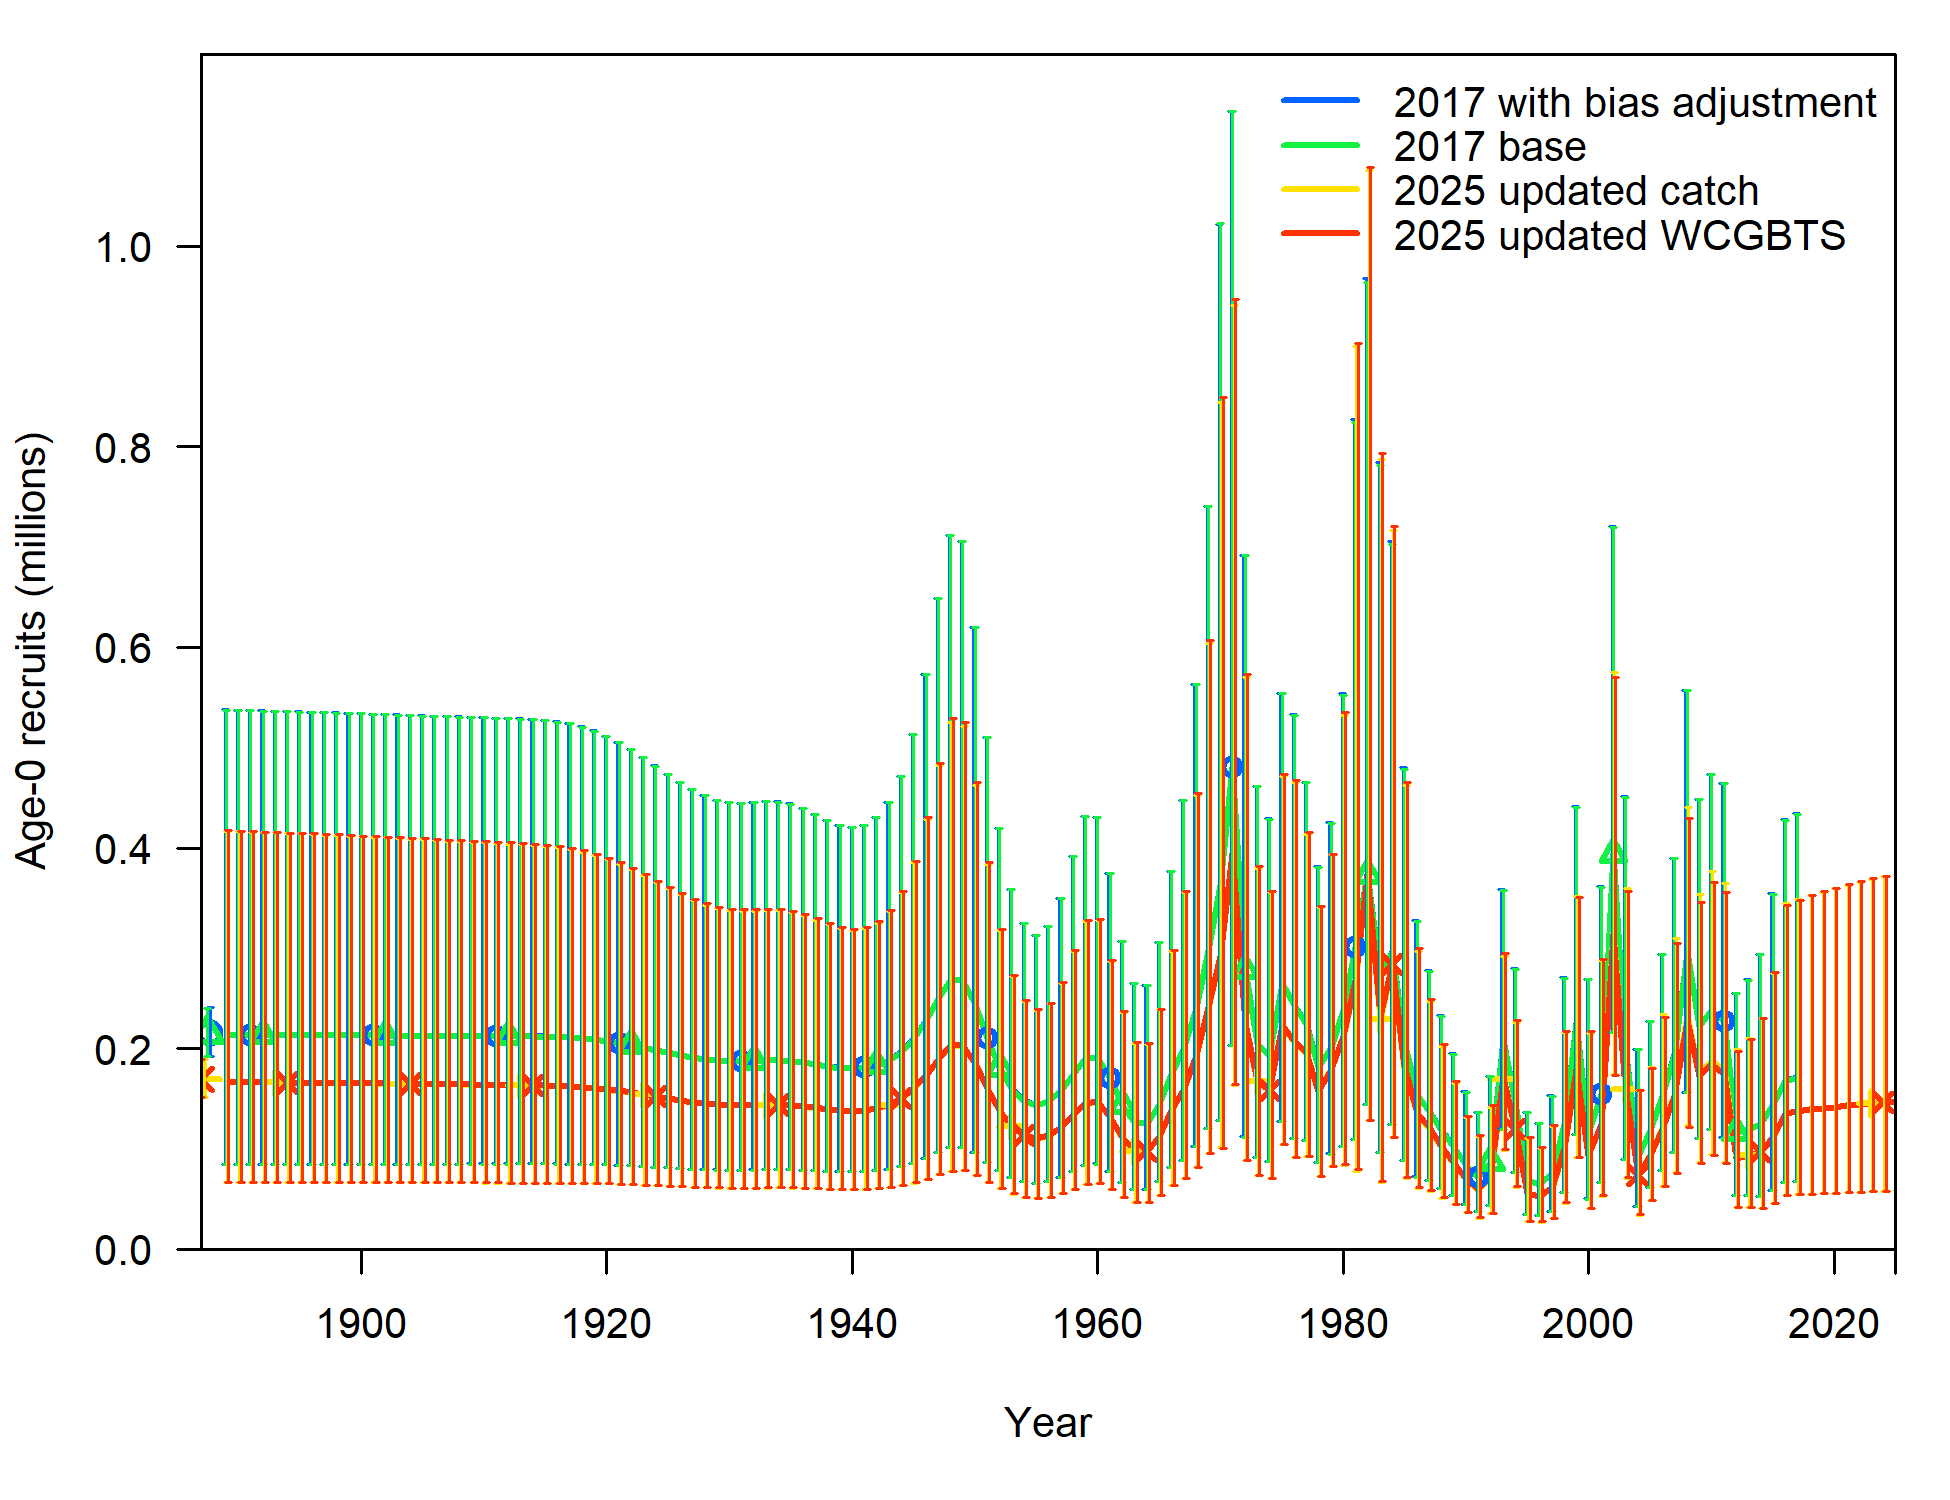 2017 with bias adjustment
2017 base
2025 updated catch
2025 updated WCGBTS
Age-0 recruits (millions)
1.0
0.8
0.6
0.4
0.2
0.0
1900 1920 1940 1960 1980 2000 2020
Year